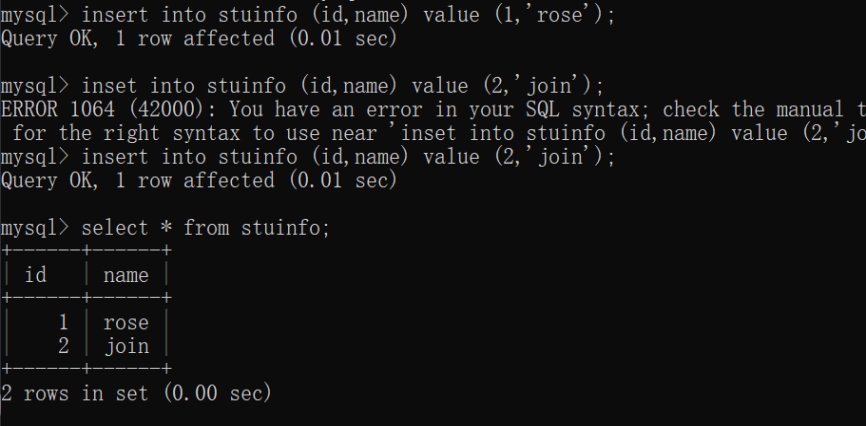 mysql> insert into stuinfo (id,name) value (1,'rose');
Query OK, 1 row affected (0.01 sec)
mysql> inset into stuinfo (id,name) value (2,'join');
ERROR 1064 (42000): You have an error in your SQL syntax; check the manual t
for the right syntax to use near 'inset into stuinfo (id,name) value (2,'jo
mysql> insert into stuinfo (id,name) value (2,'join');
Query OK, 1 row affected (0.01 sec)
mysql> select * from stuinfo;
+------+------+
| id   | name |
+------+------+
|    1 | rose |
|    2 | join |
+------+------+
2 rows in set (0.00 sec)